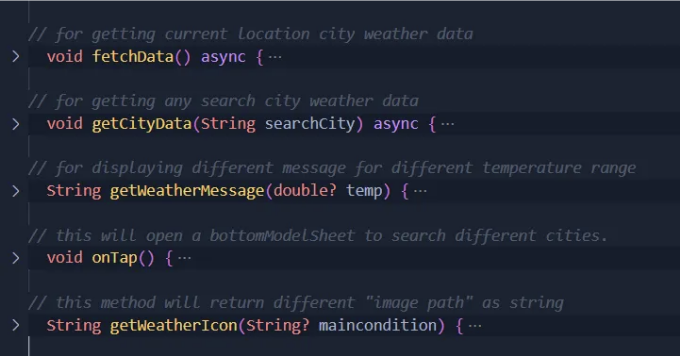 // for getting current location city weather data
void fetchData() async { ···
// for getting any search city weather data
void getCityData(String searchCity) async { ···
// for displaying different message for different temperature range
String getWeatherMessage(double? temp) { ···
// this will open a bottomModelSheet to search different cities.
void onTap() { ···
// this method will return different "image path" as string
String getWeatherIcon(String? maincondition) { ···